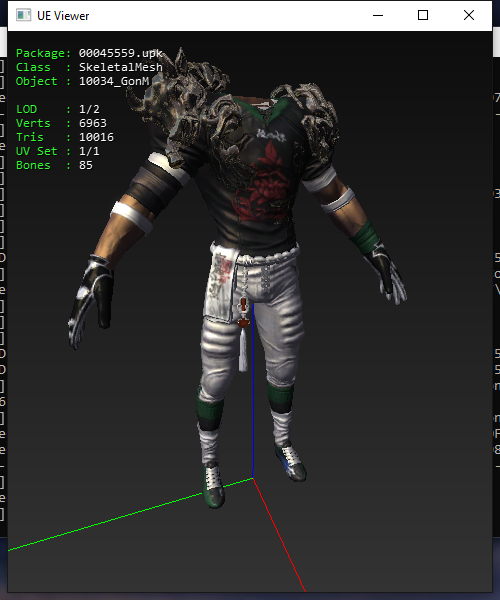 UE Viewer
Package: 00045559.upk
Class : SkeletalMesh
Object : 10034_GonM
LOD : 1/2
Verts : 6963
Tris : 10016
UV Set : 1/1
Bones : 85